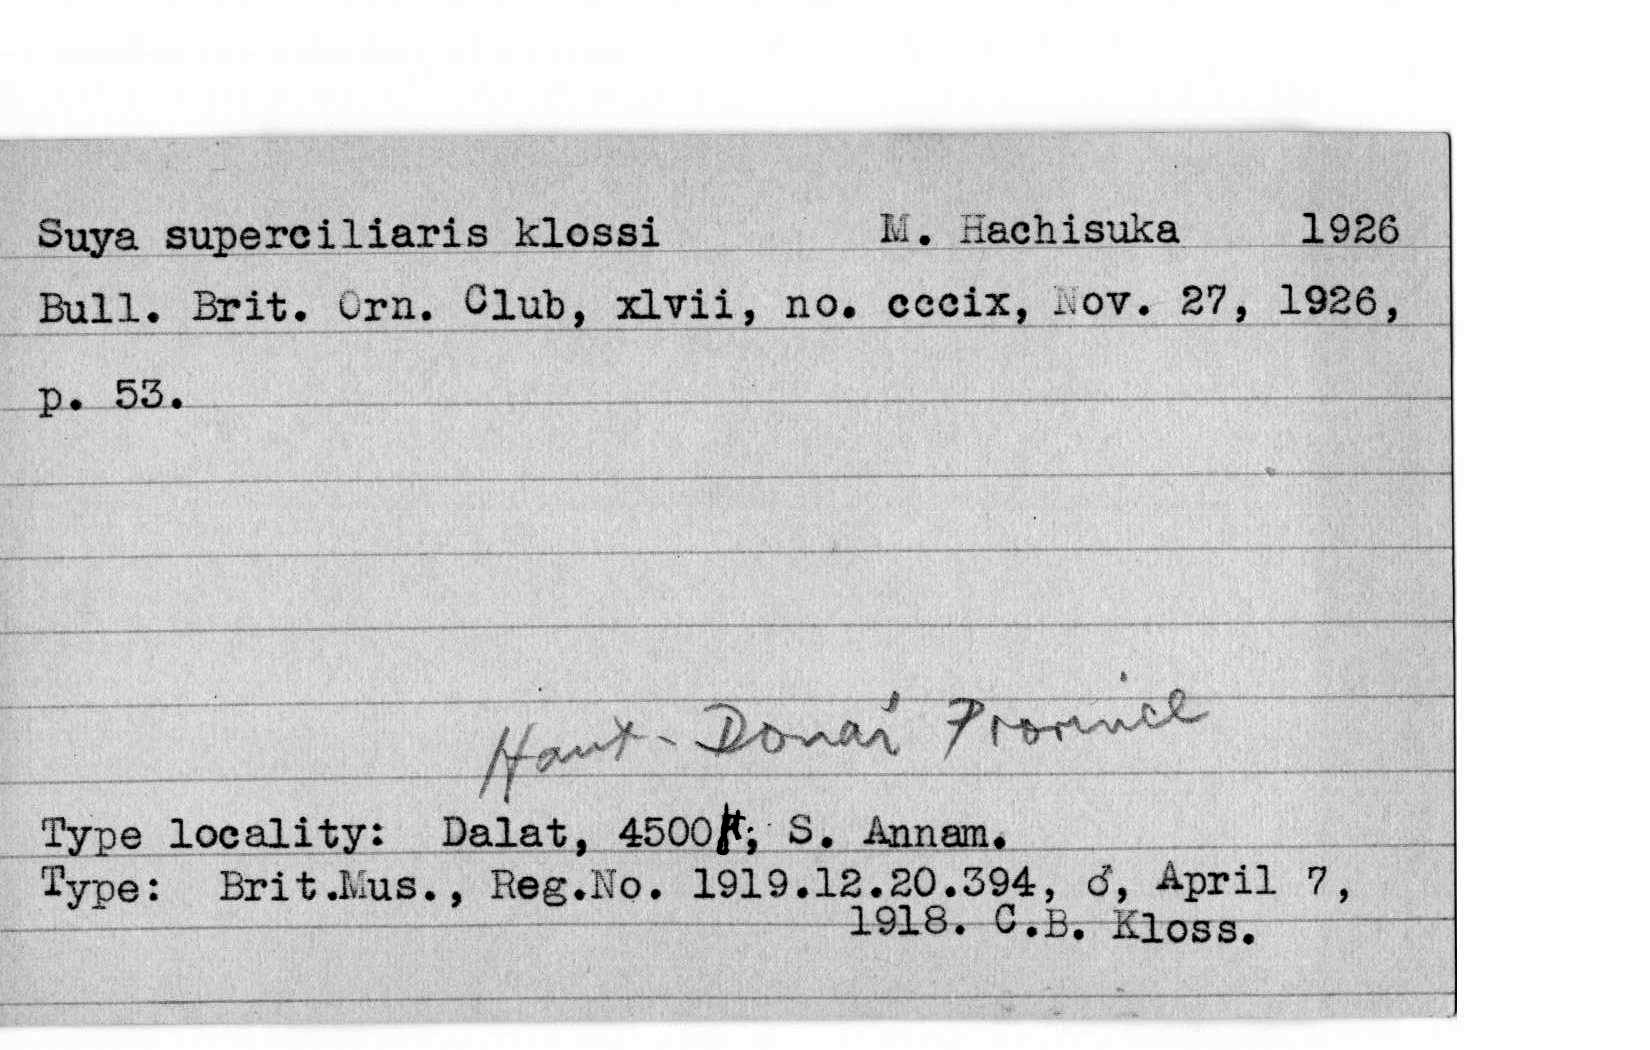 Suya superciliaris klossi M. Hachisuka 1926
Bull. Brit. Orn. Club, xlvii, no. cccix, Nov. 27, 1926,
p. 53.
Haut-Donaï Province
Type locality: Dalat, 4500ft; S. Annam.
Type: Brit.Mus., Reg.No. 1919.12.20.394, ♂, April 7,
1918. C.B. Kloss.